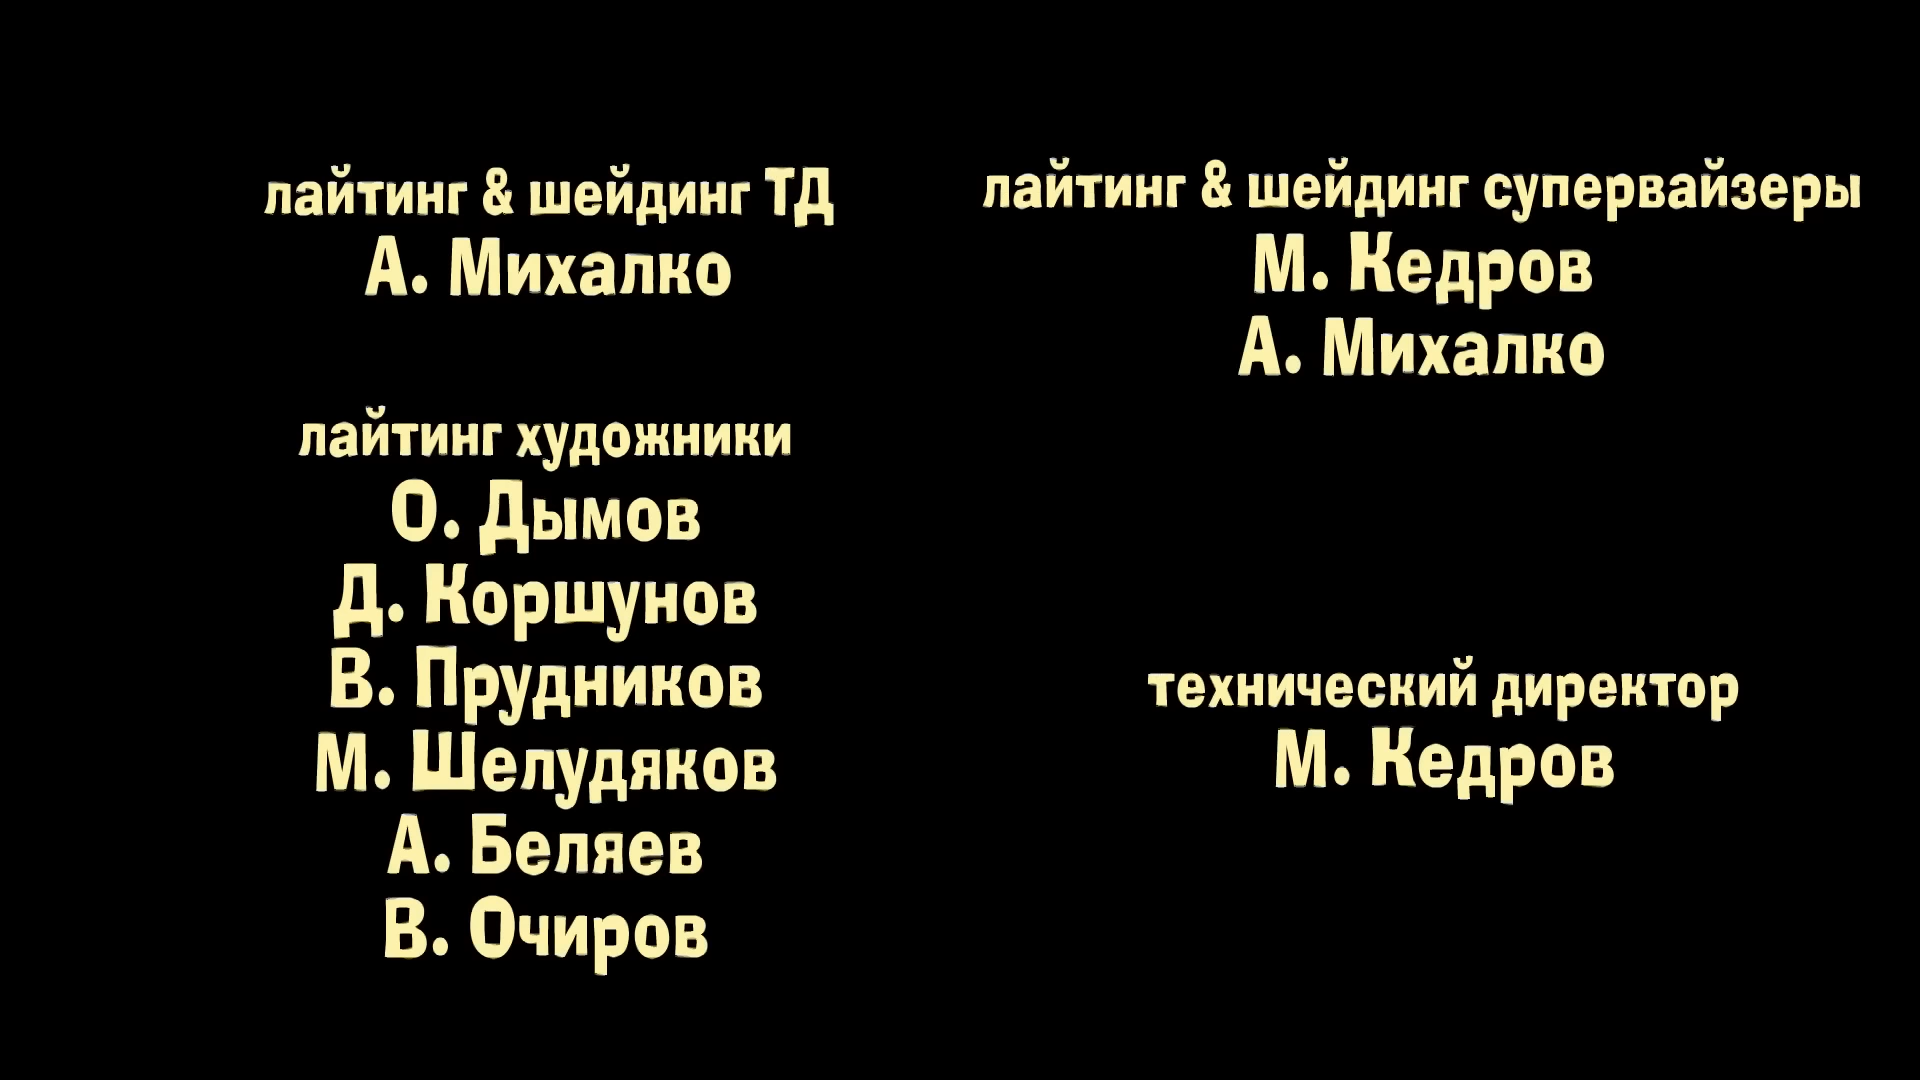 лайтинг & шейдинг ТД
А. Михалко
лайтинг художники
О. Дымов
Д. Коршунов
В. Прудников
М. Шелудяков
А. Беляев
В. Очиров
лайтинг & шейдинг супервайзеры
М. Кедров
А. Михалко
технический директор
М. Кедров